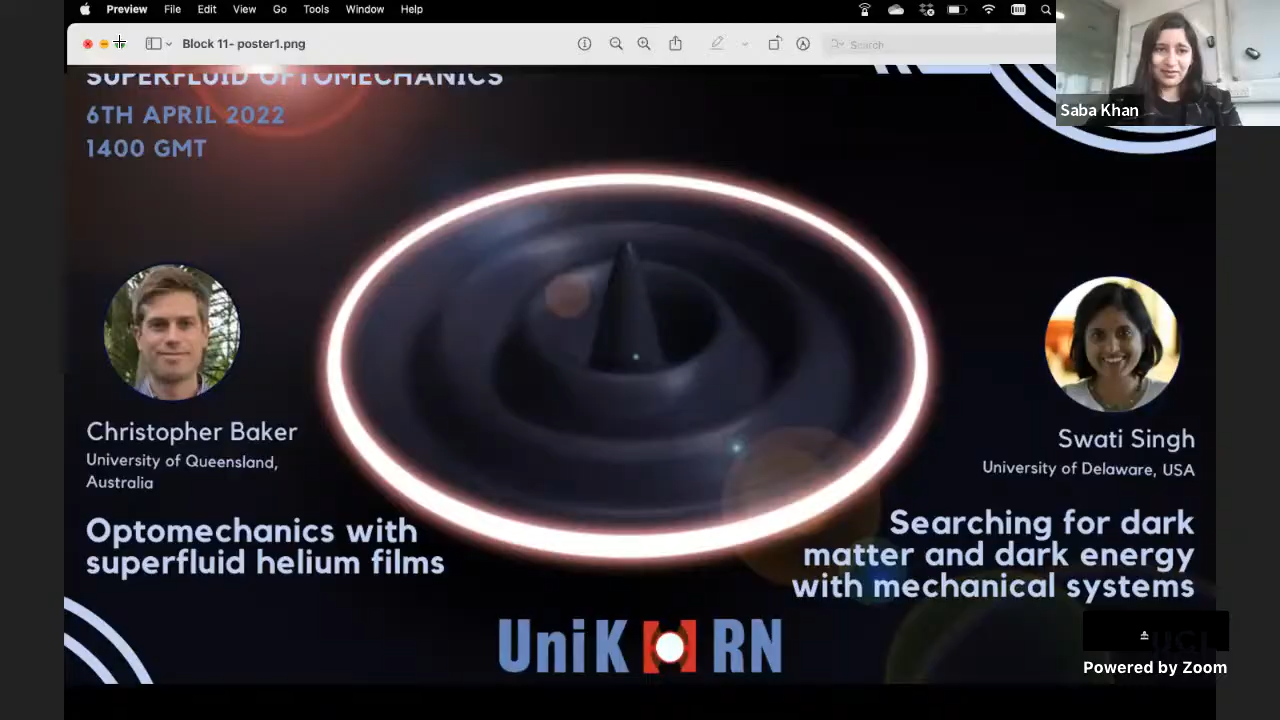 Preview File Edit View Go Tools Window Help
Block 11- poster1.png
Search
Saba Khan
SUPERFLUID OPTOMECHANICS
6TH APRIL 2022
1400 GMT
Christopher Baker
University of Queensland,
Australia
Optomechanics with
superfluid helium films
Swati Singh
University of Delaware, USA
Searching for dark
matter and dark energy
with mechanical systems
UniK RN
Powered by Zoom